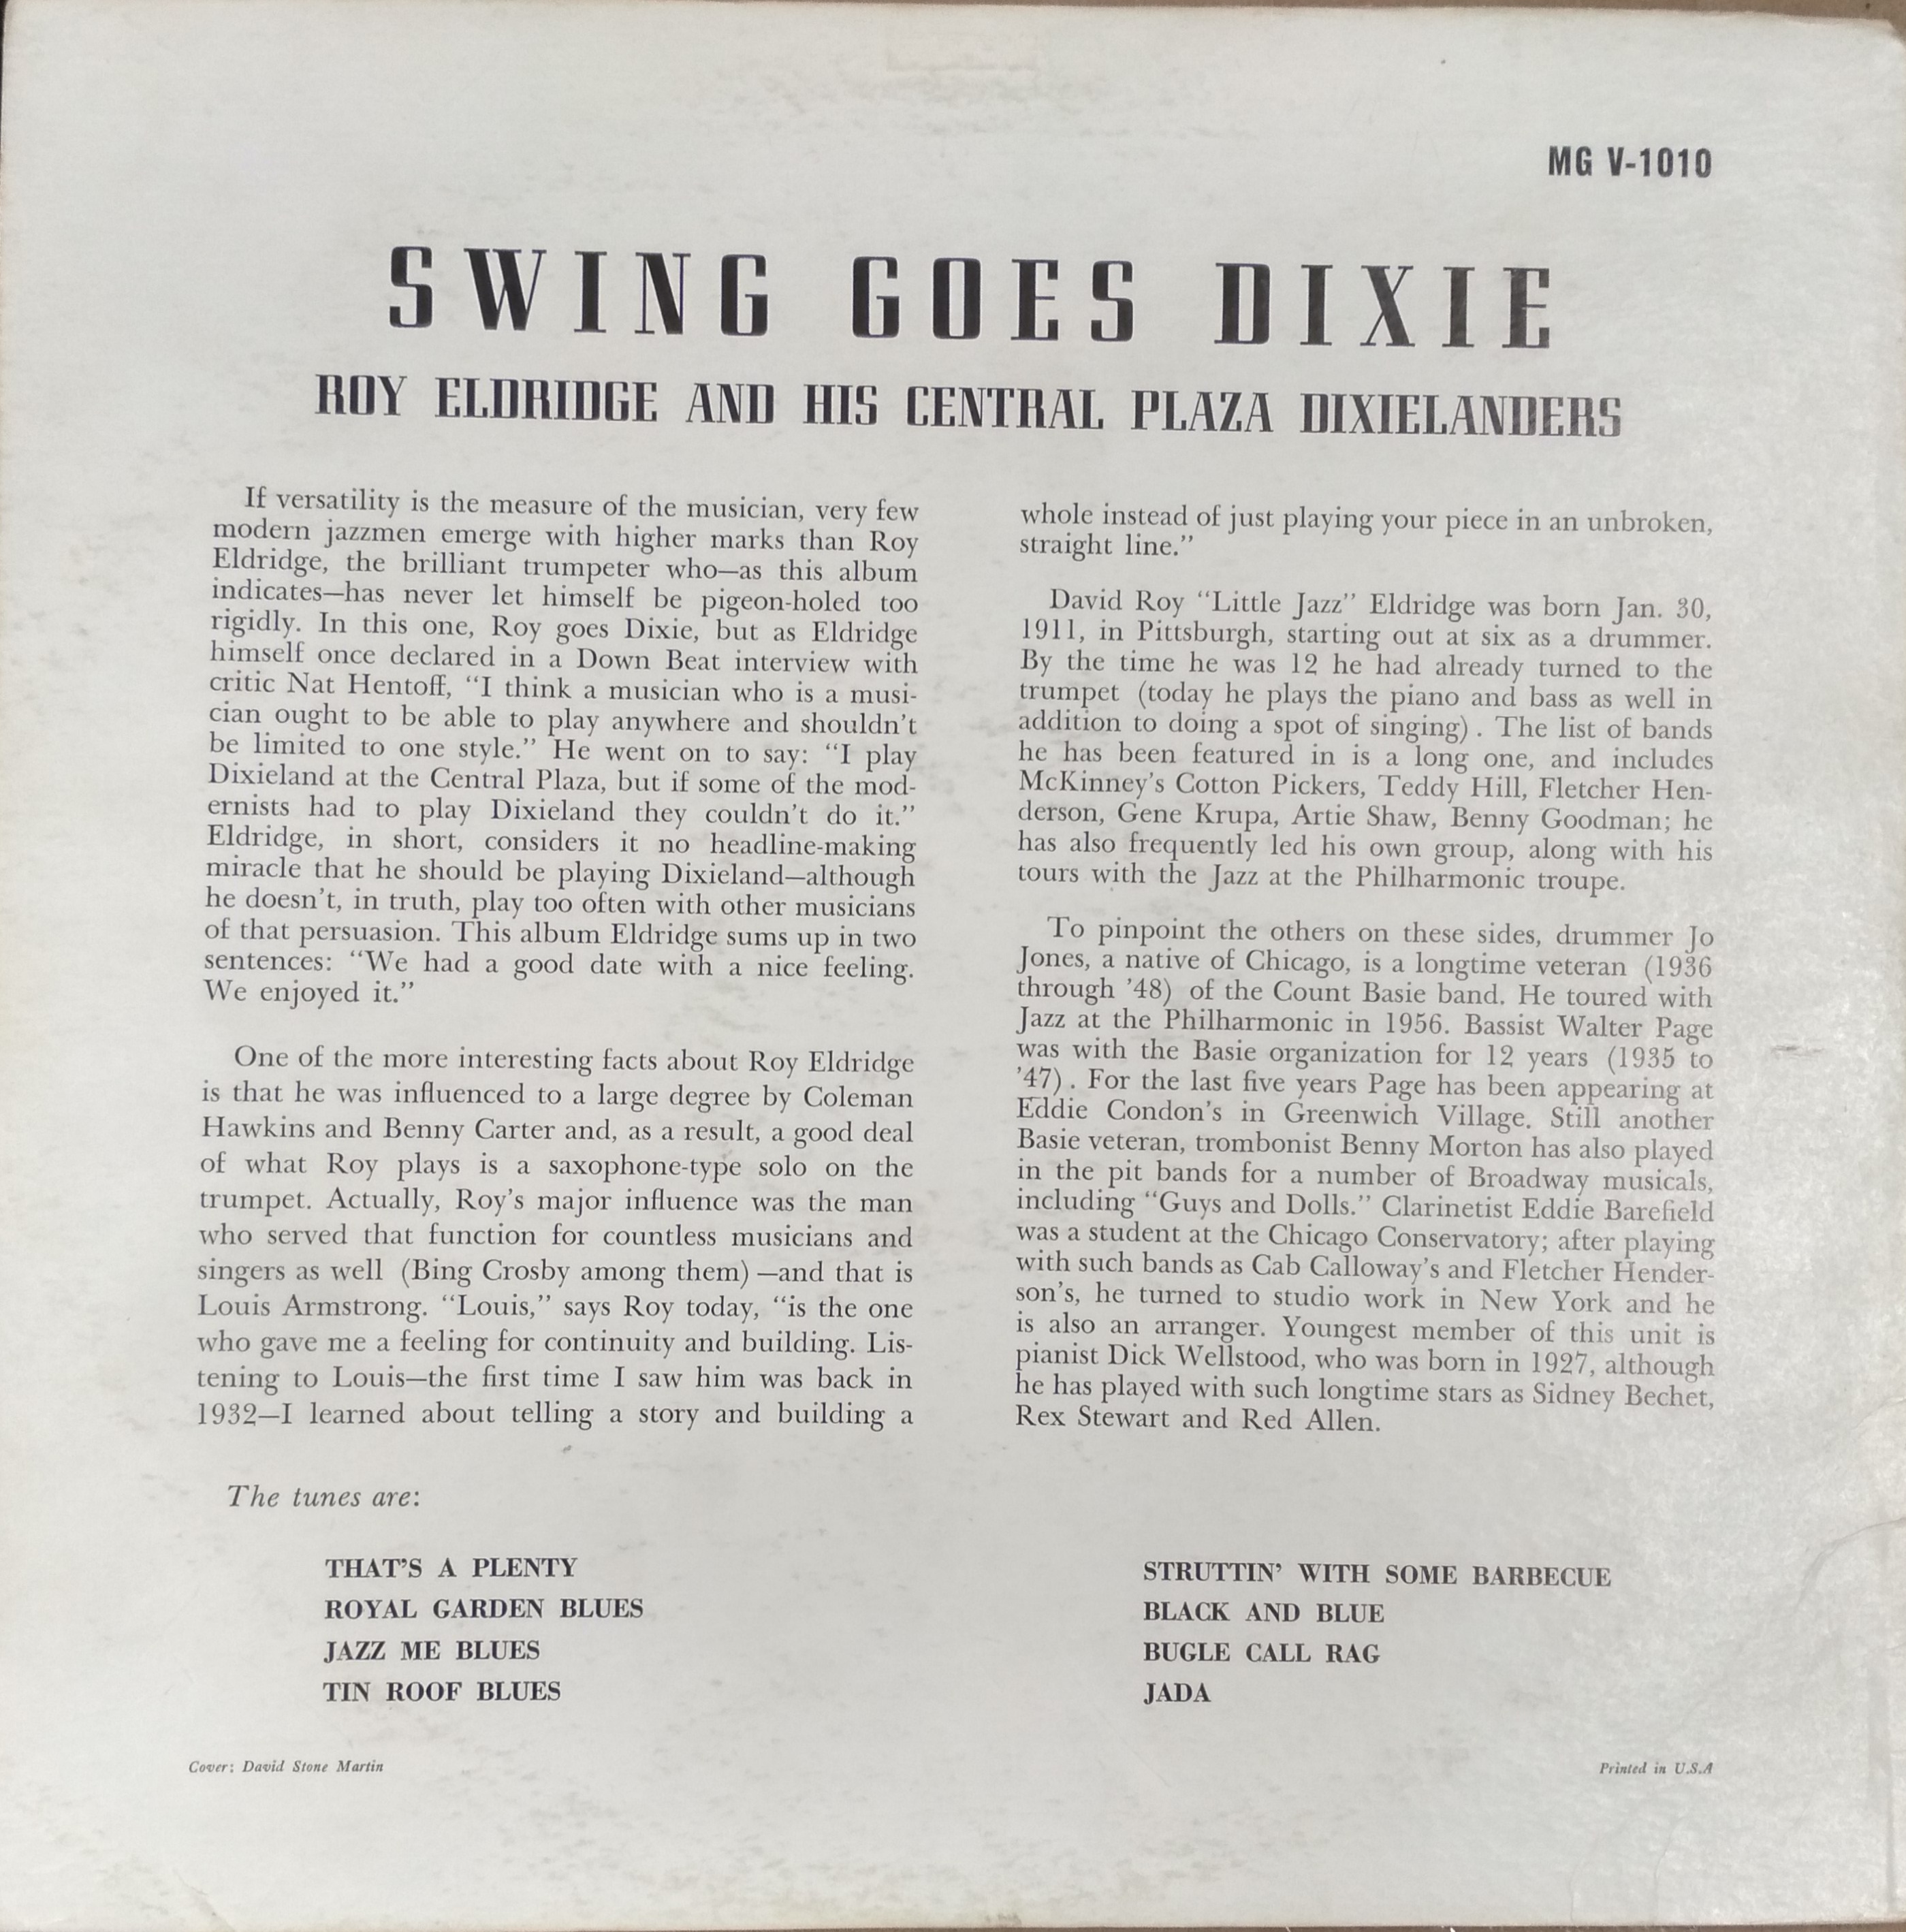 MG V-1010
SWING GOES DIXIE
ROY ELDRIDGE AND HIS CENTRAL PLAZA DIXIELANDERS
If versatility is the measure of the musician, very few
modern jazzmen emerge with higher marks than Roy
Eldridge, the brilliant trumpeter who—as this album
indicates—has never let himself be pigeon-holed too
rigidly. In this one, Roy goes Dixie, but as Eldridge
himself once declared in a Down Beat interview with
critic Nat Hentoff, “I think a musician who is a musi-
cian ought to be able to play anywhere and shouldn’t
be limited to one style.” He went on to say: “I play
Dixieland at the Central Plaza, but if some of the mod-
ernists had to play Dixieland they couldn’t do it.”
Eldridge, in short, considers it no headline-making
miracle that he should be playing Dixieland—although
he doesn’t, in truth, play too often with other musicians
of that persuasion. This album Eldridge sums up in two
sentences: “We had a good date with a nice feeling.
We enjoyed it.”
One of the more interesting facts about Roy Eldridge
is that he was influenced to a large degree by Coleman
Hawkins and Benny Carter and, as a result, a good deal
of what Roy plays is a saxophone-type solo on the
trumpet. Actually, Roy’s major influence was the man
who served that function for countless musicians and
singers as well (Bing Crosby among them)—and that is
Louis Armstrong. “Louis,” says Roy today, “is the one
who gave me a feeling for continuity and building. Lis-
tening to Louis—the first time I saw him was back in
1932—I learned about telling a story and building a
whole instead of just playing your piece in an unbroken,
straight line.”
David Roy “Little Jazz” Eldridge was born Jan. 30,
1911, in Pittsburgh, starting out at six as a drummer.
By the time he was 12 he had already turned to the
trumpet (today he plays the piano and bass as well in
addition to doing a spot of singing). The list of bands
he has been featured in is a long one, and includes
McKinney’s Cotton Pickers, Teddy Hill, Fletcher Hen-
derson, Gene Krupa, Artie Shaw, Benny Goodman; he
has also frequently led his own group, along with his
tours with the Jazz at the Philharmonic troupe.
To pinpoint the others on these sides, drummer Jo
Jones, a native of Chicago, is a longtime veteran (1936
through ’48) of the Count Basie band. He toured with
Jazz at the Philharmonic in 1956. Bassist Walter Page
was with the Basie organization for 12 years (1935 to
’47). For the last five years Page has been appearing at
Eddie Condon’s in Greenwich Village. Still another
Basie veteran, trombonist Benny Morton has also played
in the pit bands for a number of Broadway musicals,
including “Guys and Dolls.” Clarinetist Eddie Barefield
was a student at the Chicago Conservatory; after playing
with such bands as Cab Calloway’s and Fletcher Hender-
son’s, he turned to studio work in New York and he
is also an arranger. Youngest member of this unit is
pianist Dick Wellstood, who was born in 1927, although
he has played with such longtime stars as Sidney Bechet,
Rex Stewart and Red Allen.
The tunes are:
THAT’S A PLENTY
ROYAL GARDEN BLUES
JAZZ ME BLUES
TIN ROOF BLUES
STRUTTIN’ WITH SOME BARBECUE
BLACK AND BLUE
BUGLE CALL RAG
JADA
Cover: David Stone Martin
Printed in U.S.A